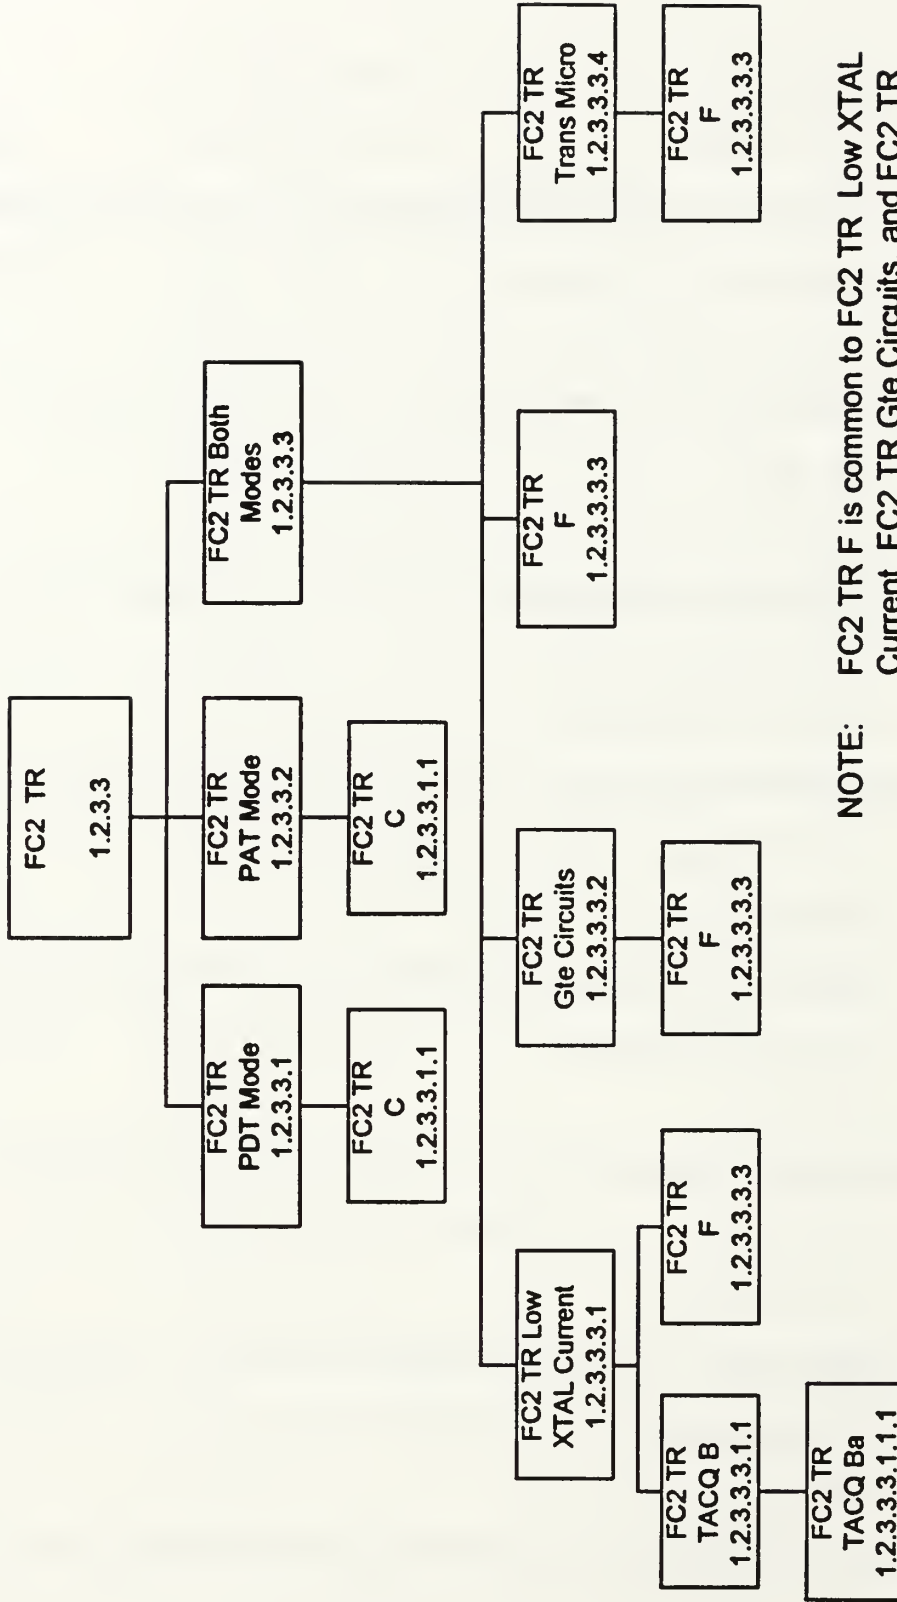 FC2 TR
1.2.3.3
FC2 TR
PDT Mode
1.2.3.3.1
FC2 TR
PAT Mode
1.2.3.3.2
FC2 TR Both
Modes
1.2.3.3.3
FC2 TR
C
1.2.3.3.1.1
FC2 TR
C
1.2.3.3.1.1
FC2 TR Low
XTAL Current
1.2.3.3.3.1
FC2 TR
Gte Circuits
1.2.3.3.3.2
FC2 TR
F
1.2.3.3.3.3
FC2 TR
Trans Micro
1.2.3.3.3.4
FC2 TR
TACQ B
1.2.3.3.3.1.1
FC2 TR
F
1.2.3.3.3.3
FC2 TR
F
1.2.3.3.3.3
FC2 TR
F
1.2.3.3.3.3
FC2 TR
TACQ Ba
1.2.3.3.3.1.1.1
NOTE: FC2 TR F is common to FC2 TR Low XTAL
Current, FC2 TR Gte Circuits, and FC2 TR